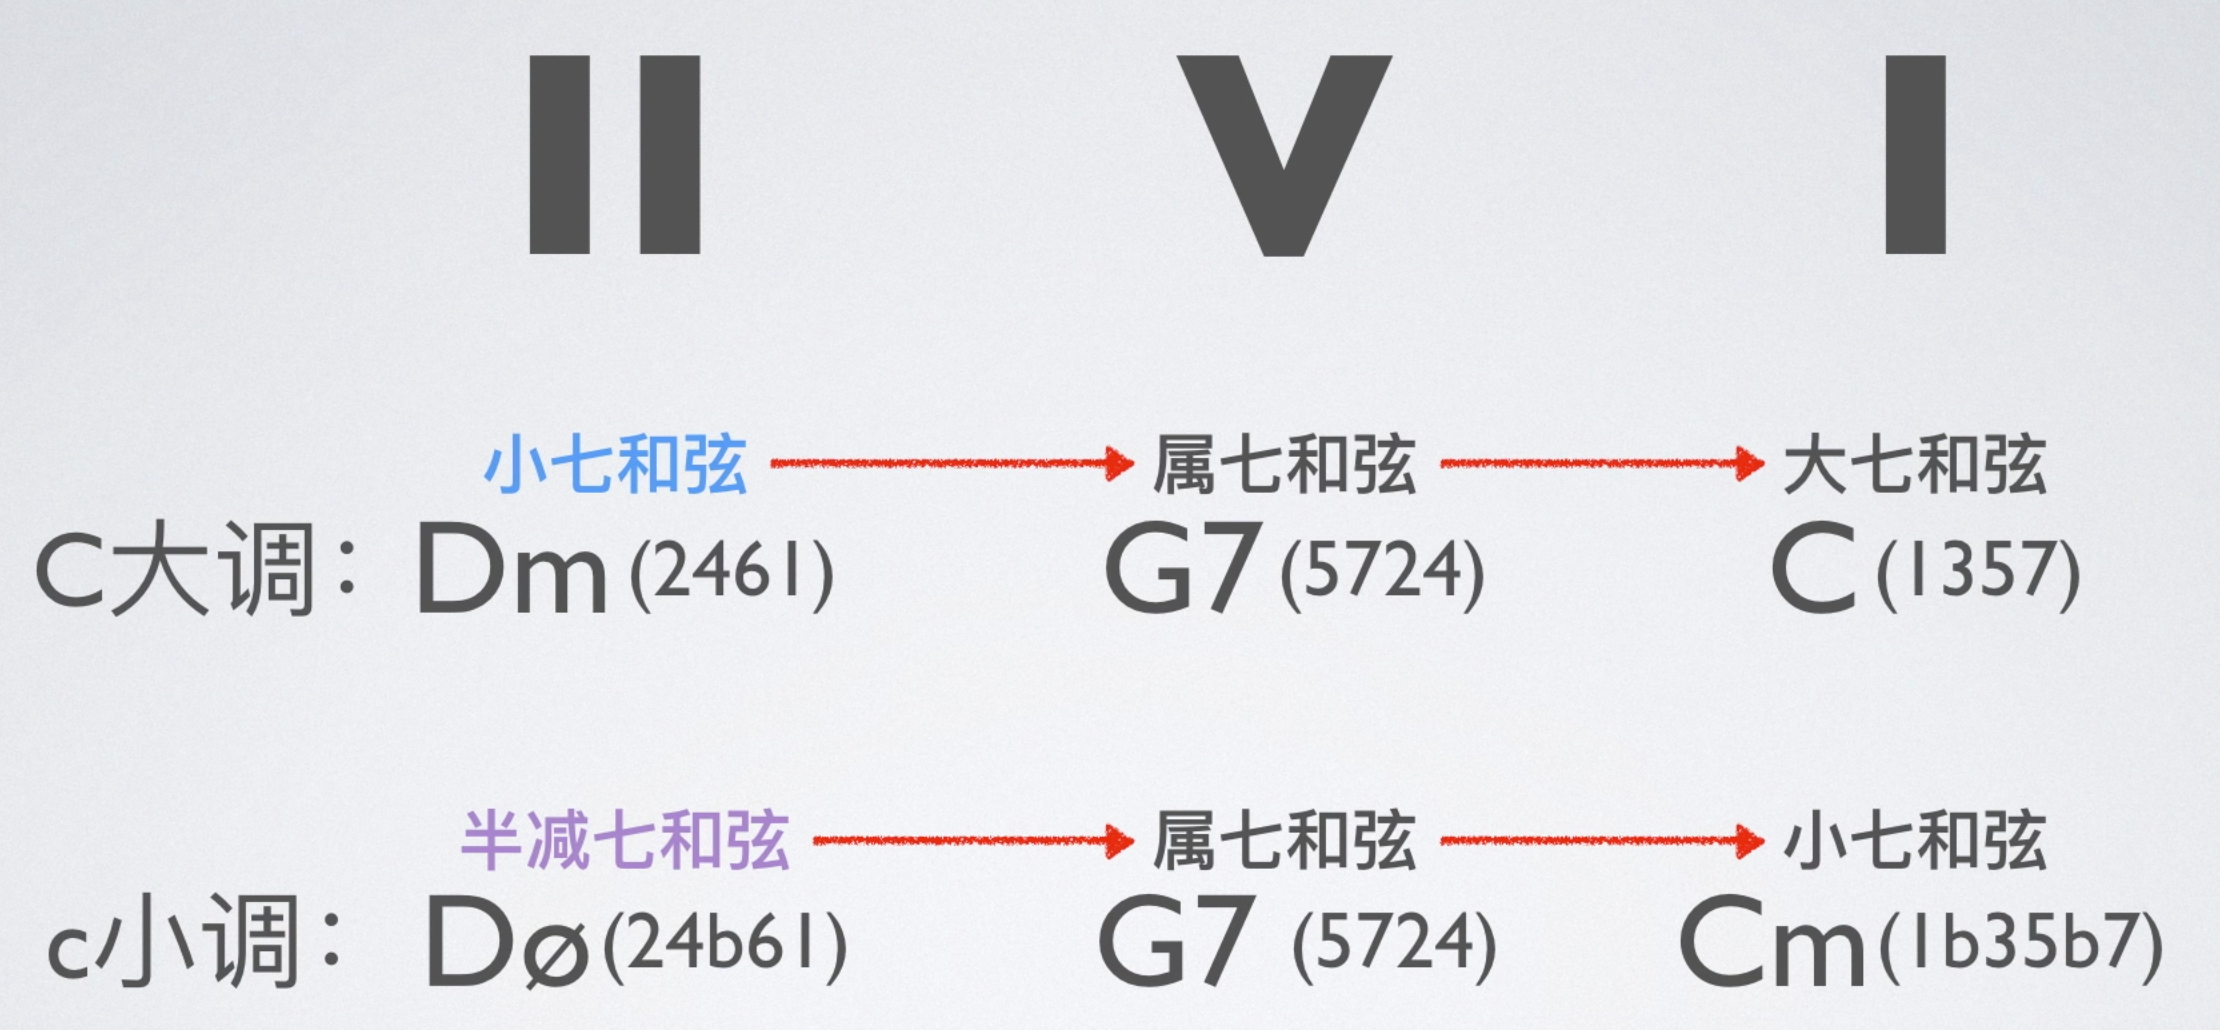 II V I
小七和弦 属七和弦 大七和弦
C大调：Dm (2461) G7 (5724) C (1357)
半减七和弦 属七和弦 小七和弦
c小调：Dø(24b61) G7 (5724) Cm(1b35b7)